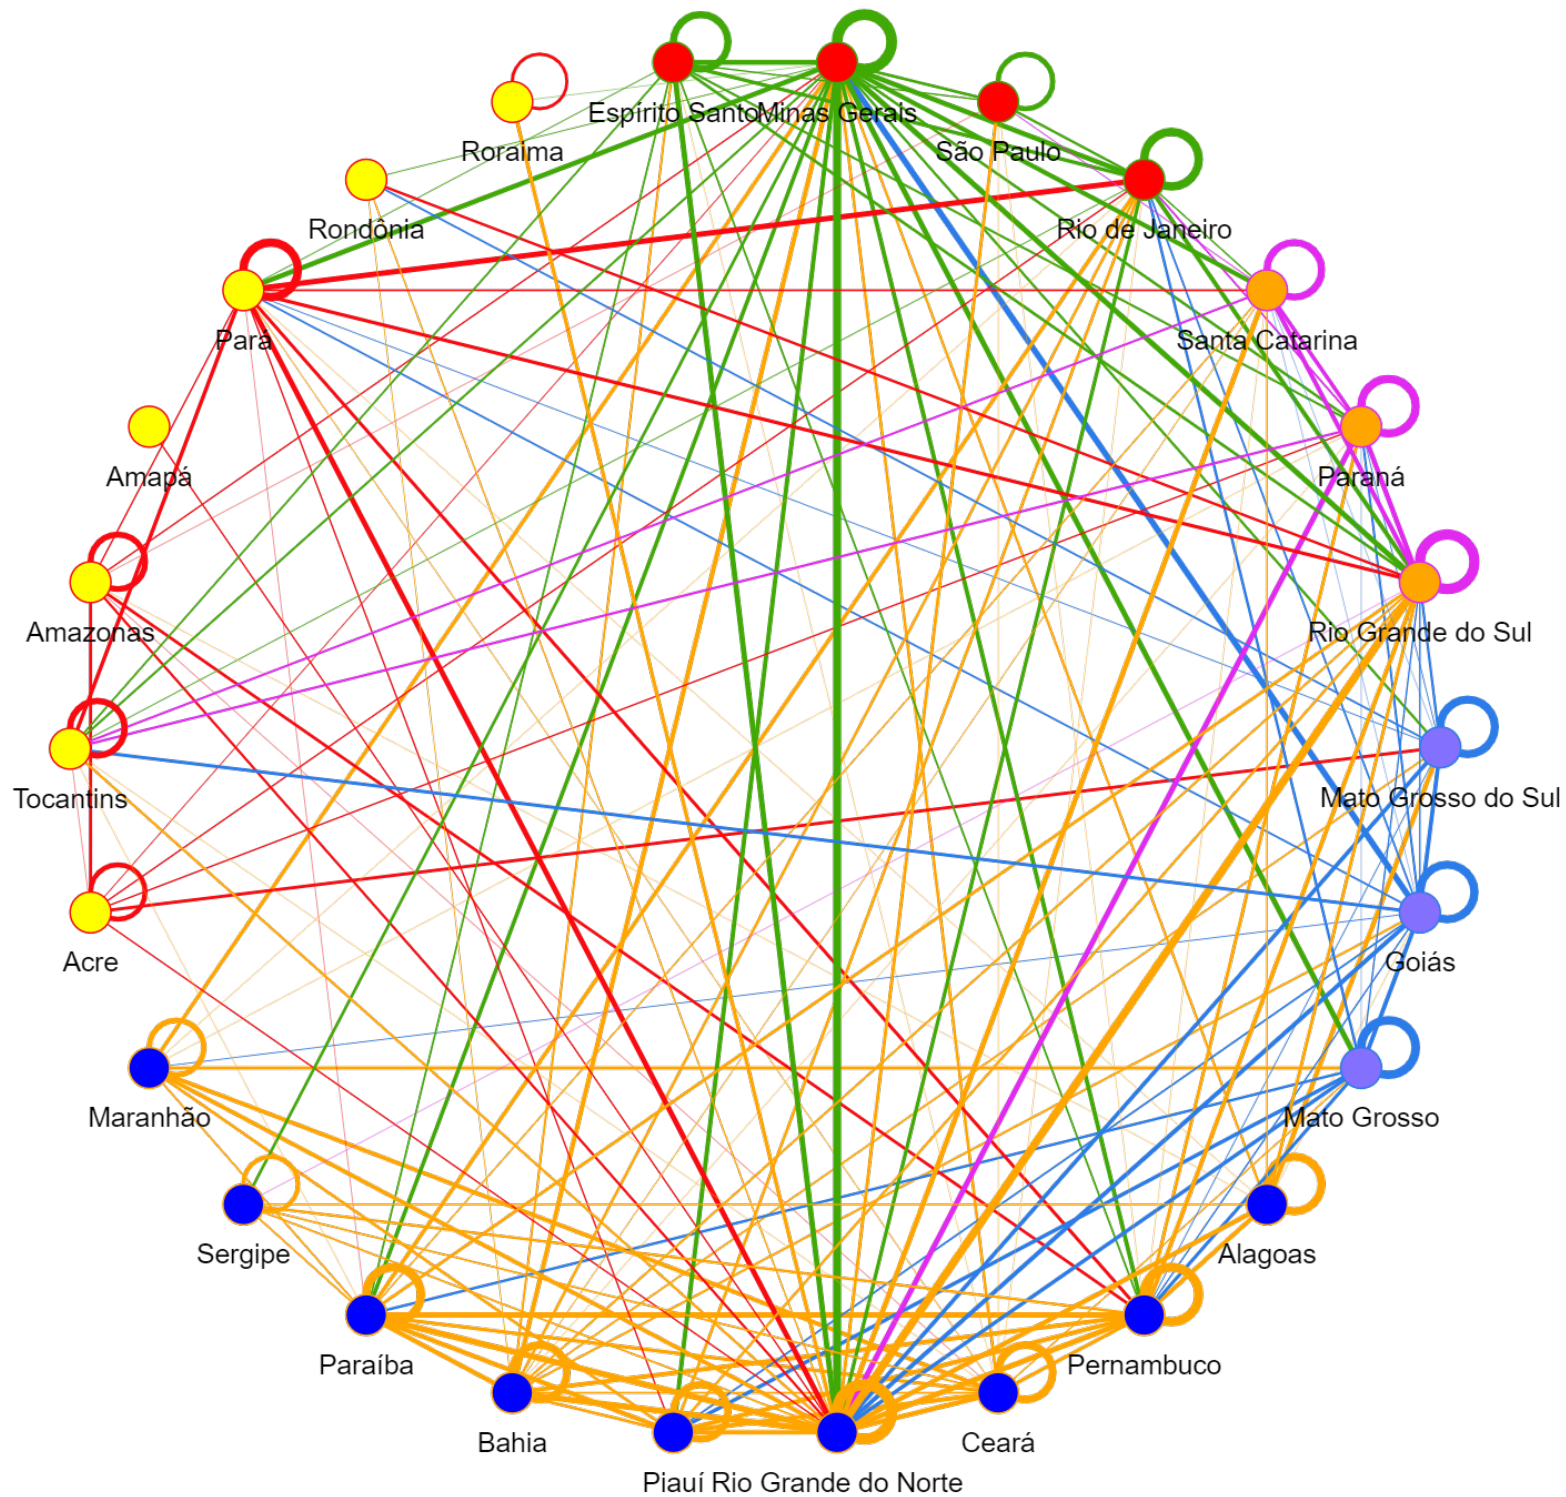 Espírito Santo
Minas Gerais
Roraima
São Paulo
Rondônia
Rio de Janeiro
Pará
Santa Catarina
Amapá
Paraná
Amazonas
Rio Grande do Sul
Tocantins
Mato Grosso do Sul
Acre
Goiás
Maranhão
Mato Grosso
Sergipe
Alagoas
Paraíba
Pernambuco
Bahia
Ceará
Piauí
Rio Grande do Norte